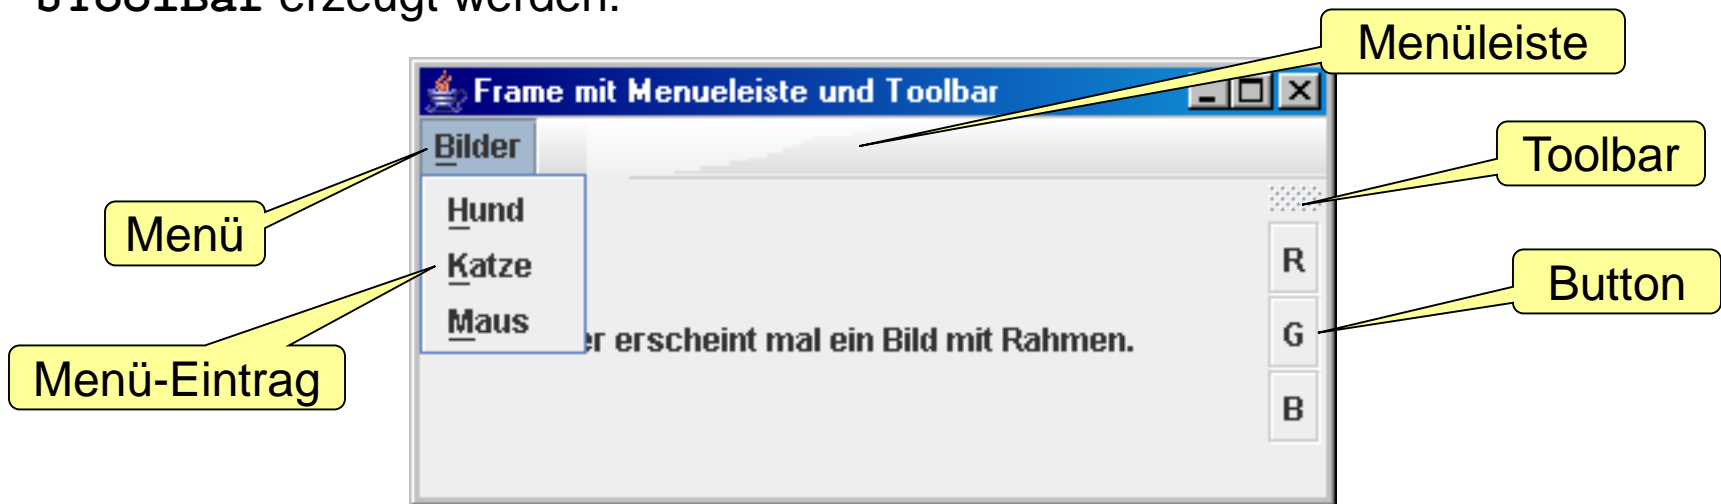 JToolBar erzeugt werden.
Menüleiste
Frame mit Menueleiste und Toolbar
Bilder
Toolbar
Hund
Menü
Katze
R
Button
Maus
er erscheint mal ein Bild mit Rahmen.
G
Menü-Eintrag
B